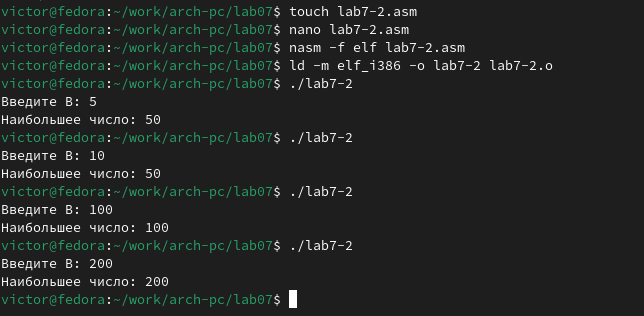 victor@fedora:~/work/arch-pc/lab07$ touch lab7-2.asm
victor@fedora:~/work/arch-pc/lab07$ nano lab7-2.asm
victor@fedora:~/work/arch-pc/lab07$ nasm -f elf lab7-2.asm
victor@fedora:~/work/arch-pc/lab07$ ld -m elf_i386 -o lab7-2 lab7-2.o
victor@fedora:~/work/arch-pc/lab07$ ./lab7-2
Введите B: 5
Наибольшее число: 50
victor@fedora:~/work/arch-pc/lab07$ ./lab7-2
Введите B: 10
Наибольшее число: 50
victor@fedora:~/work/arch-pc/lab07$ ./lab7-2
Введите B: 100
Наибольшее число: 100
victor@fedora:~/work/arch-pc/lab07$ ./lab7-2
Введите B: 200
Наибольшее число: 200
victor@fedora:~/work/arch-pc/lab07$